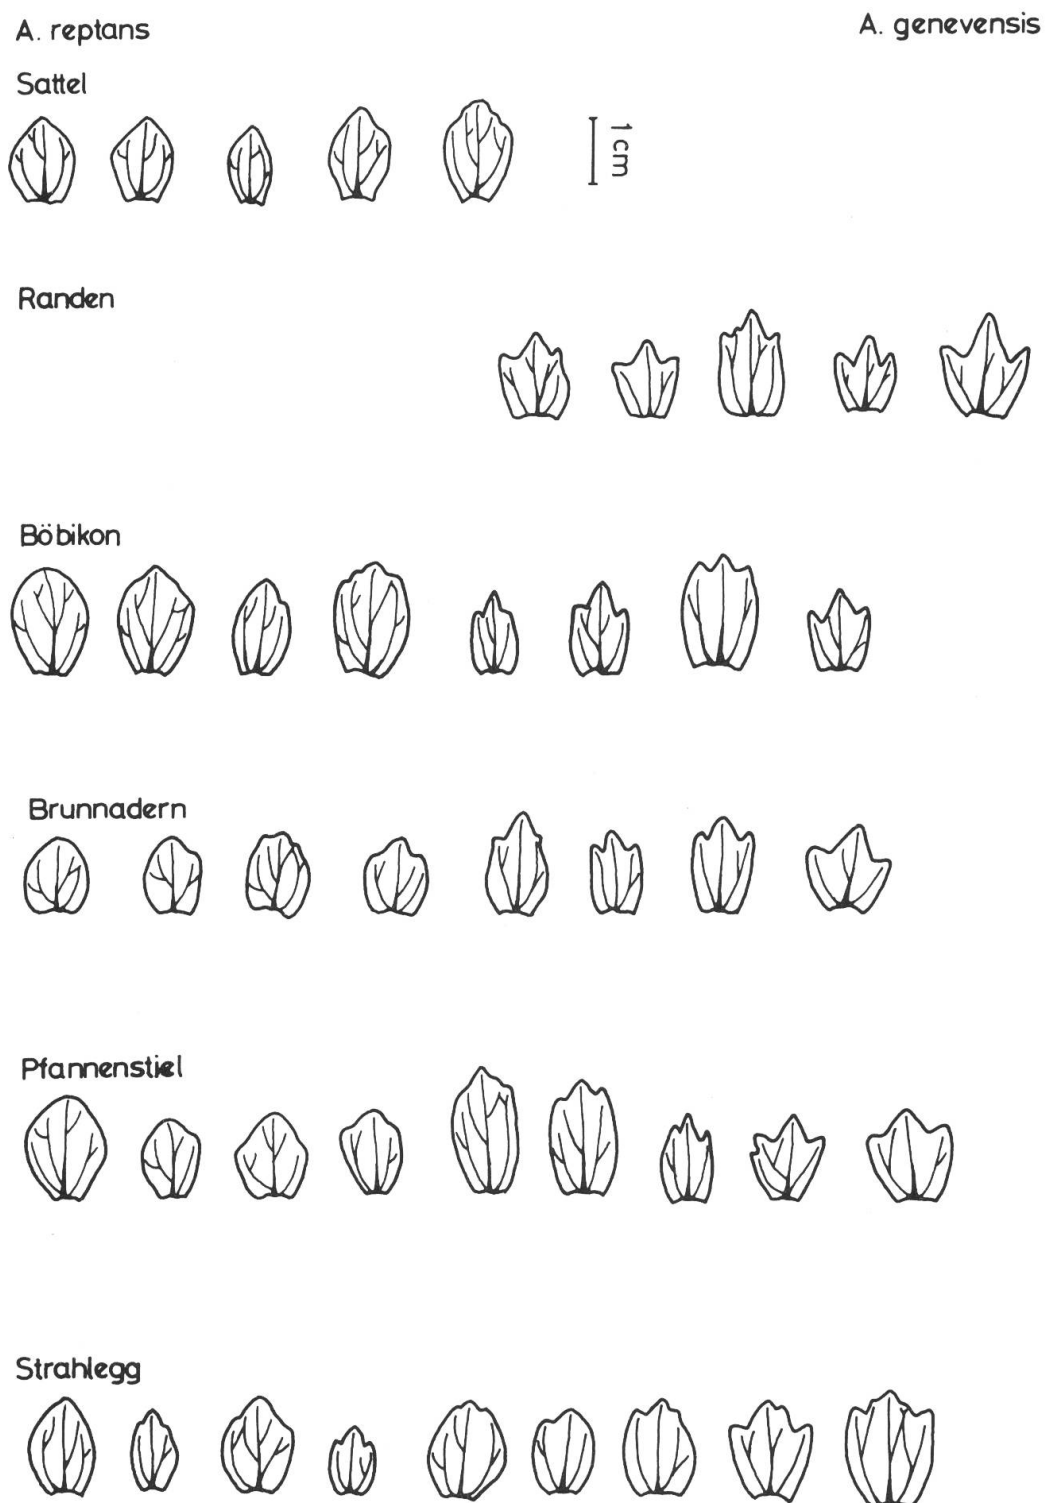 A. reptans
A. genevensis
Sattel
1 cm
Randen
Böbikon
Brunnadern
Pfannenstiel
Strahlegg